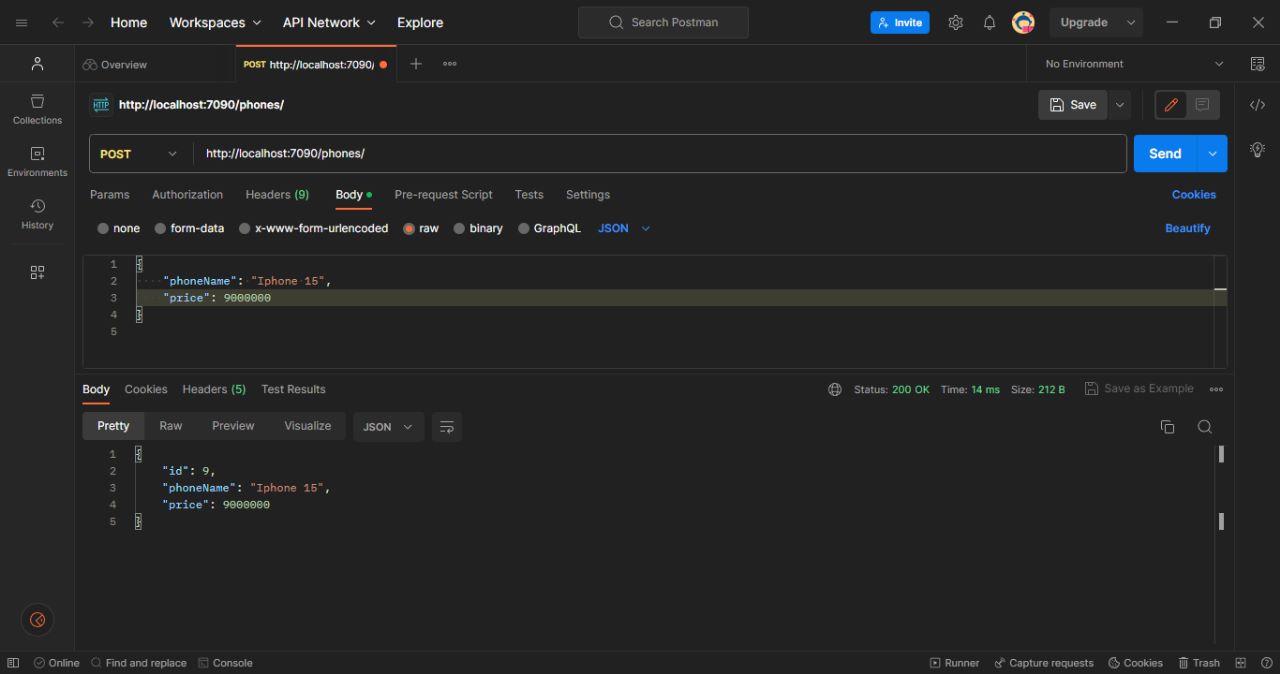 Home Workspaces API Network Explore Search Postman Invite Upgrade
Overview POST http://localhost:7090/ No Environment
HTTP http://localhost:7090/phones/ Save
Collections
Environments
History
POST http://localhost:7090/phones/ Send
Params Authorization Headers (9) Body Pre-request Script Tests Settings Cookies
none form-data x-www-form-urlencoded raw binary GraphQL JSON Beautify
1 {
2 "phoneName": "Iphone 15",
3 "price": 9000000
4 }
5
Body Cookies Headers (5) Test Results Status: 200 OK Time: 14 ms Size: 212 B Save as Example
Pretty Raw Preview Visualize JSON
1 {
2 "id": 9,
3 "phoneName": "Iphone 15",
4 "price": 9000000
5 }
Online Find and replace Console Runner Capture requests Cookies Trash